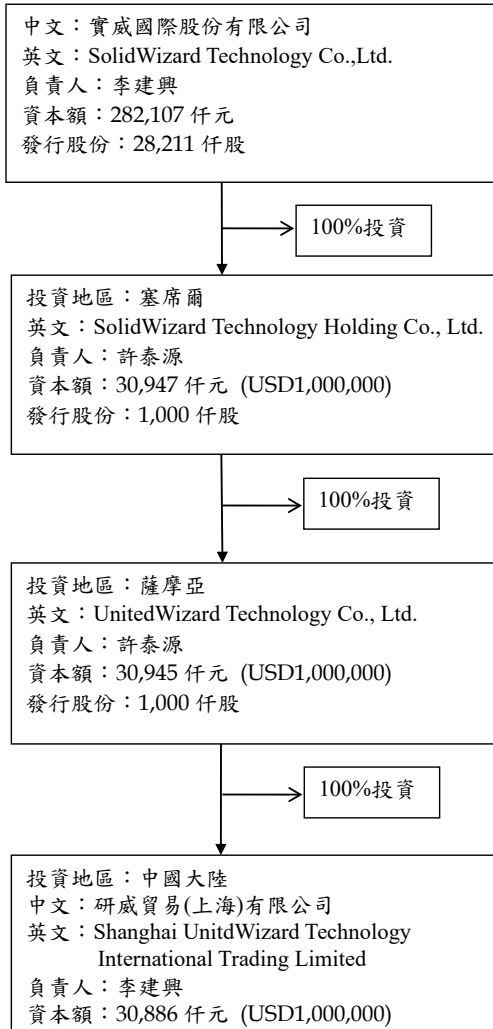 中文：實威國際股份有限公司
英文：SolidWizard Technology Co.,Ltd.
負責人：李建興
資本額：282,107 仟元
發行股份：28,211 仟股
100%投資
投資地區：塞席爾
英文：SolidWizard Technology Holding Co., Ltd.
負責人：許泰源
資本額：30,947 仟元 (USD1,000,000)
發行股份：1,000 仟股
100%投資
投資地區：薩摩亞
英文：UnitedWizard Technology Co., Ltd.
負責人：許泰源
資本額：30,945 仟元 (USD1,000,000)
發行股份：1,000 仟股
100%投資
投資地區：中國大陸
中文：研威貿易(上海)有限公司
英文：Shanghai UnitdWizard Technology
International Trading Limited
負責人：李建興
資本額：30,886 仟元 (USD1,000,000)